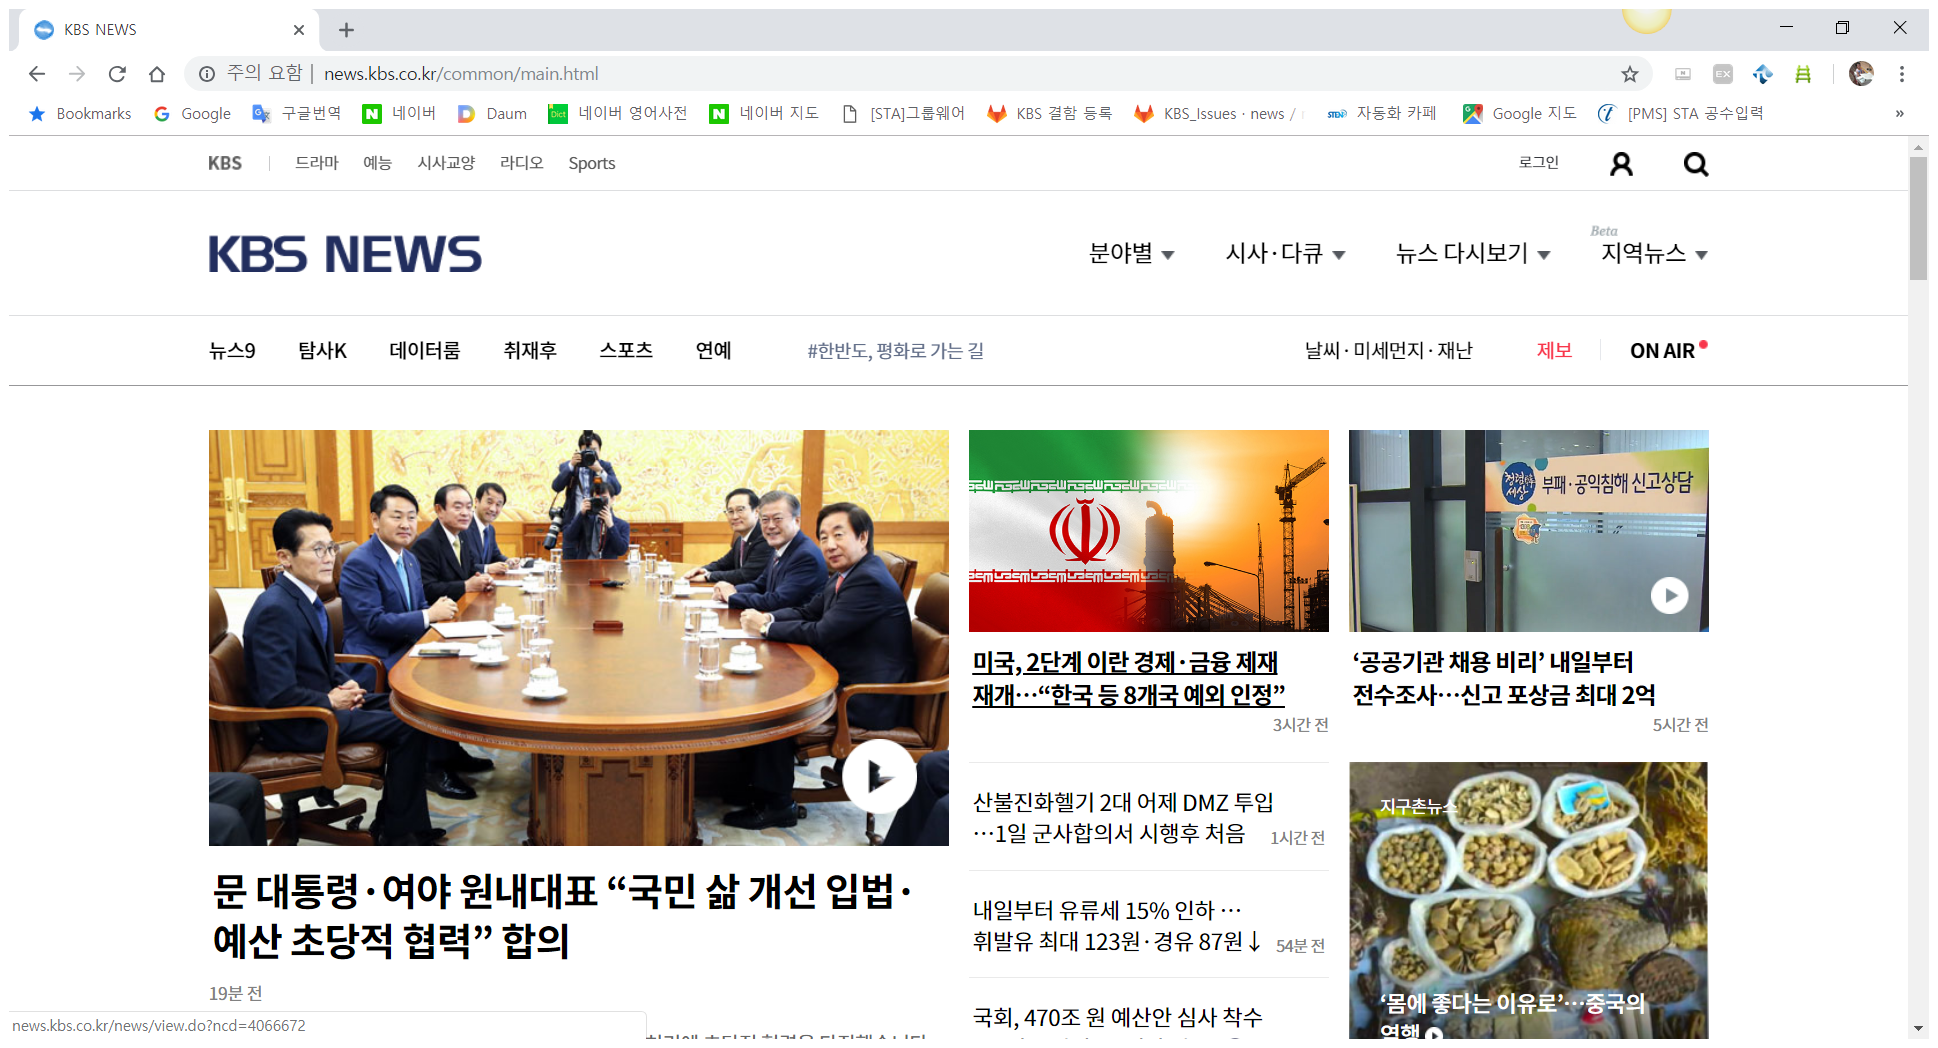 KBS NEWS
주의 요함 | news.kbs.co.kr/common/main.html
Bookmarks Google 구글번역 네이버 Daum 네이버 영어사전 네이버 지도 [STA]그룹웨어 KBS 결함 등록 KBS_Issues · news / 자동화 카페 Google 지도 [PMS] STA 공수입력 »
KBS 드라마 예능 시사교양 라디오 Sports 로그인
KBS NEWS
분야별 시사·다큐 뉴스 다시보기 Beta 지역뉴스
뉴스9 탐사K 데이터룸 취재후 스포츠 연예 #한반도, 평화로 가는 길 날씨·미세먼지·재난 제보 ON AIR
문 대통령·여야 원내대표 “국민 삶 개선 입법·
예산 초당적 협력” 합의
19분 전
미국, 2단계 이란 경제·금융 제재
재개…“한국 등 8개국 예외 인정”
3시간 전
산불진화헬기 2대 어제 DMZ 투입
…1일 군사합의서 시행후 처음 1시간 전
내일부터 유류세 15% 인하 …
휘발유 최대 123원·경유 87원↓ 54분 전
국회, 470조 원 예산안 심사 착수
청렴
세상
부패·공익침해 신고상담
‘공공기관 채용 비리’ 내일부터
전수조사…신고 포상금 최대 2억
5시간 전
지구촌뉴스
‘몸에 좋다는 이유로’…중국의
news.kbs.co.kr/news/view.do?ncd=4066672